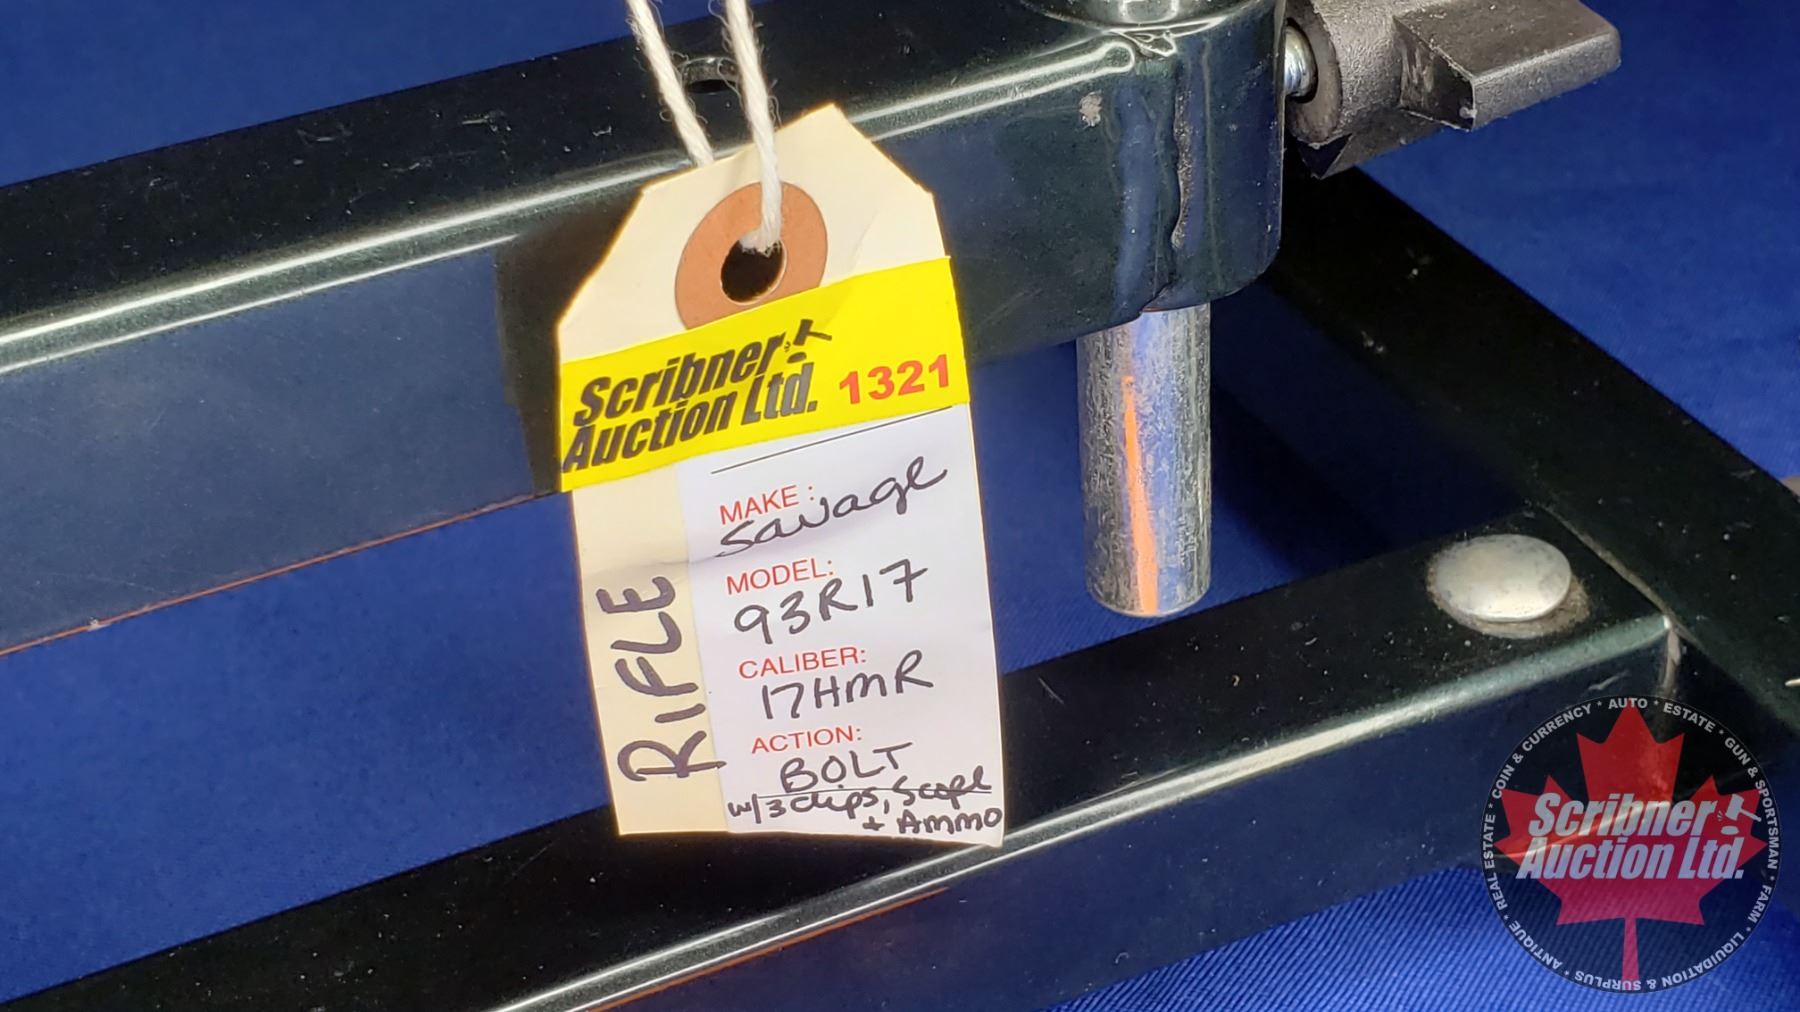 Scribner
Auction Ltd. 1321
MAKE:
Savage
MODEL:
93R17
CALIBER:
17HMR
ACTION:
BOLT
w/3 clips, Scope
+ Ammo
RIFLE
COIN & CURRENCY * AUTO * ESTATE * GUN & SPORTSMAN * FARM * LIQUIDATION & SURPLUS * ANTIQUE * REAL ESTATE *
Scribner
Auction Ltd.